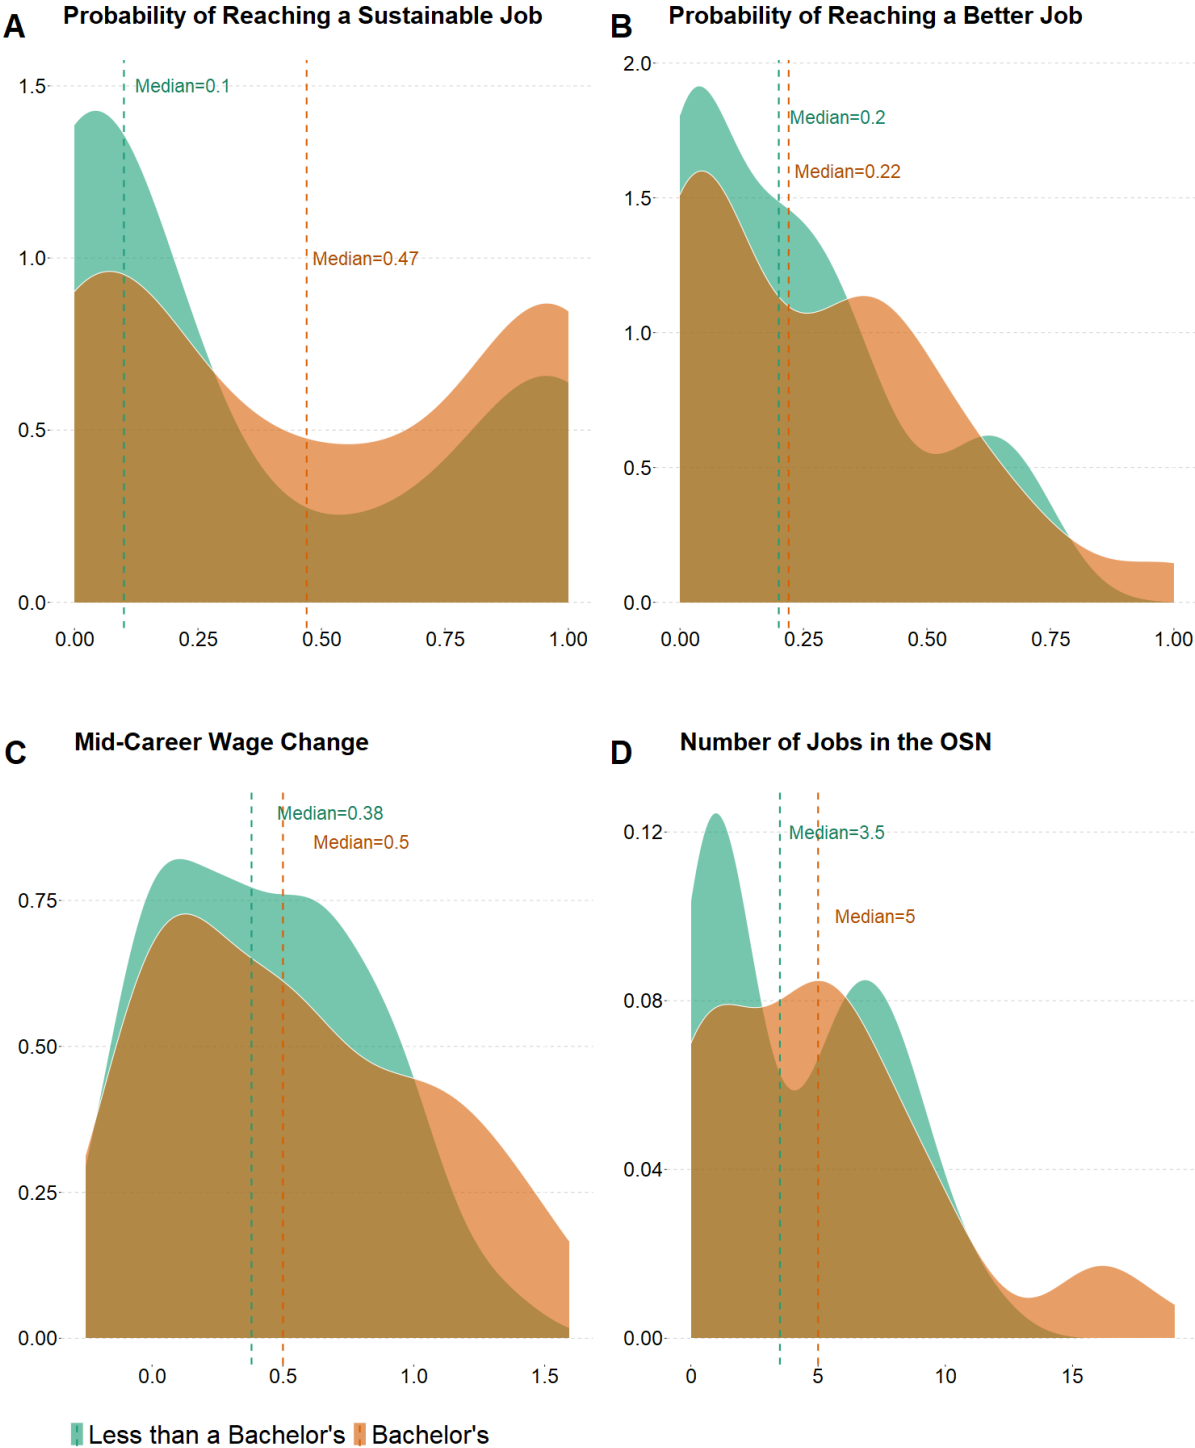 A Probability of Reaching a Sustainable Job
1.5
1.0
0.5
0.0
Median=0.1
Median=0.47
0.00 0.25 0.50 0.75 1.00
B Probability of Reaching a Better Job
2.0
1.5
1.0
0.5
0.0
Median=0.2
Median=0.22
0.00 0.25 0.50 0.75 1.00
C Mid-Career Wage Change
0.75
0.50
0.25
0.00
Median=0.38
Median=0.5
0.0 0.5 1.0 1.5
D Number of Jobs in the OSN
0.12
0.08
0.04
0.00
Median=3.5
Median=5
0 5 10 15
Less than a Bachelor's Bachelor's